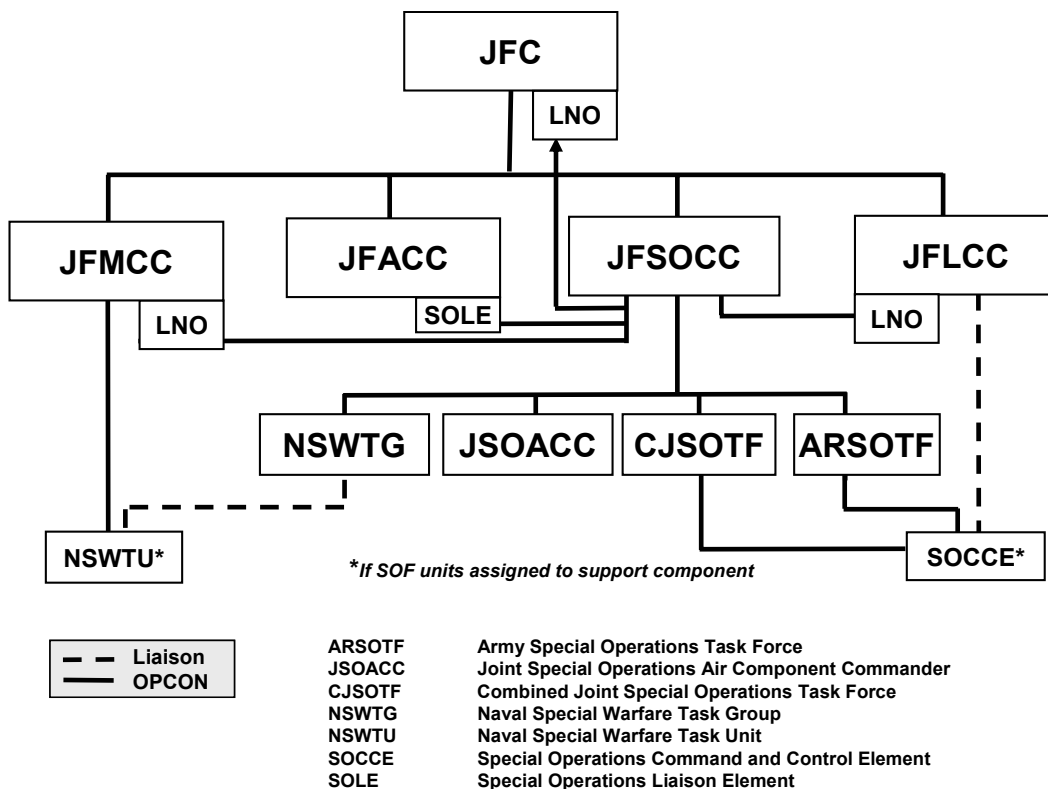 JFC
LNO
JFMCC
JFACC
JFSOCC
JFLCC
LNO
SOLE
LNO
NSWTG
JSOACC
CJSOTF
ARSOTF
NSWTU*
*If SOF units assigned to support component
SOCCE*
Liaison
OPCON
ARSOTF Army Special Operations Task Force
JSOACC Joint Special Operations Air Component Commander
CJSOTF Combined Joint Special Operations Task Force
NSWTG Naval Special Warfare Task Group
NSWTU Naval Special Warfare Task Unit
SOCCE Special Operations Command and Control Element
SOLE Special Operations Liaison Element